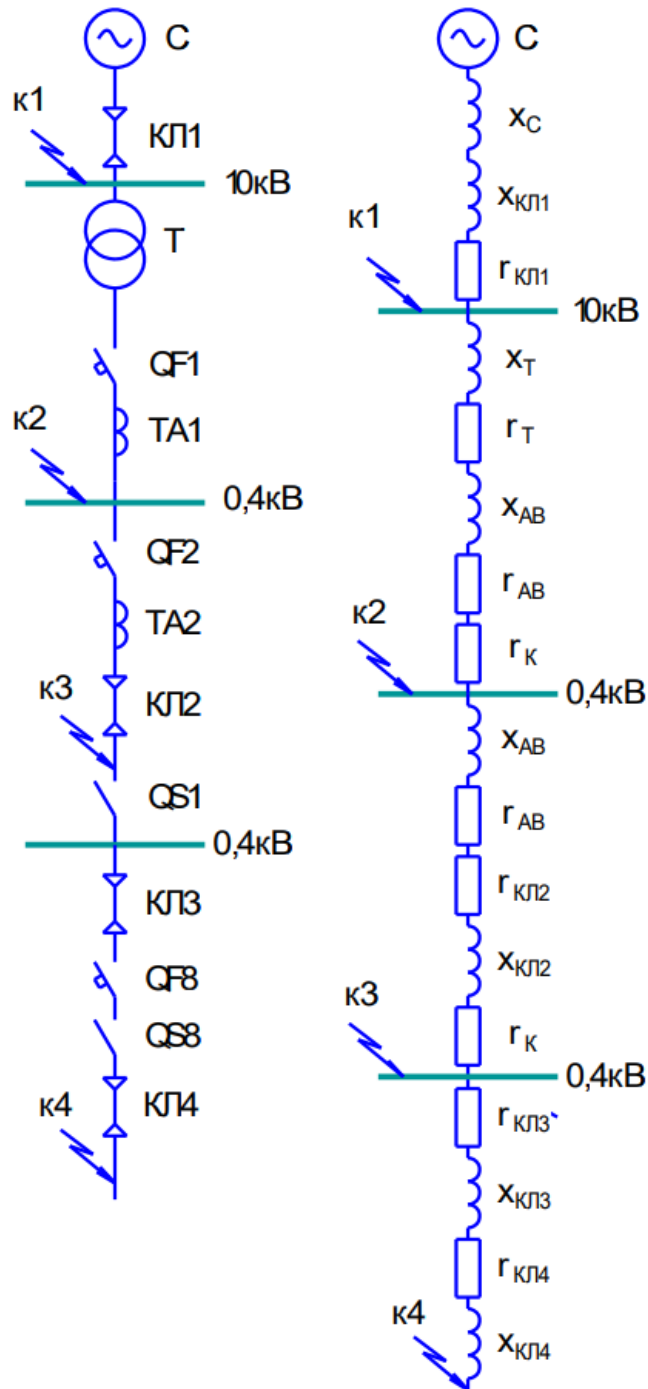 С
к1
КЛ1
10кВ
Т
QF1
ТА1
к2
0,4кВ
QF2
ТА2
к3
КЛ2
QS1
0,4кВ
КЛ3
QF8
QS8
к4
КЛ4
С
xС
xКЛ1
к1
rКЛ1
10кВ
xТ
rТ
xАВ
rАВ
к2
rК
0,4кВ
xАВ
rАВ
rКЛ2
xКЛ2
к3
rК
0,4кВ
rКЛ3
xКЛ3
rКЛ4
к4
xКЛ4